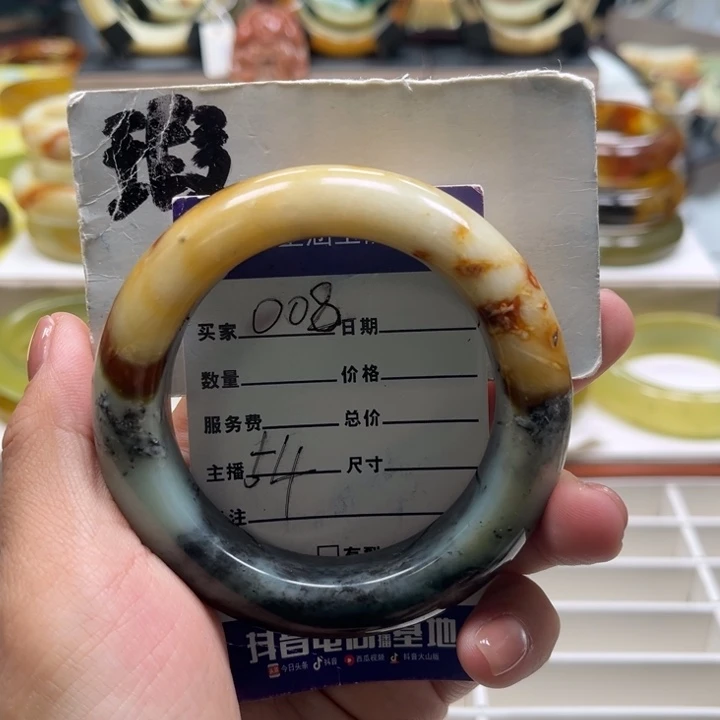 瑕
买家 008 日期
数量 价格
服务费 总价
主播 54 尺寸
注
抖音电商直播基地
今日头条 抖音 西瓜视频 抖音火山版